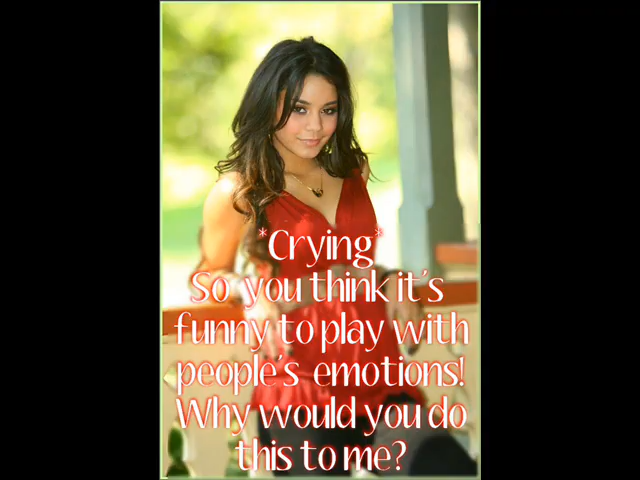 *Crying*
So you think it's
funny to play with
people's emotions!
Why would you do
this to me?